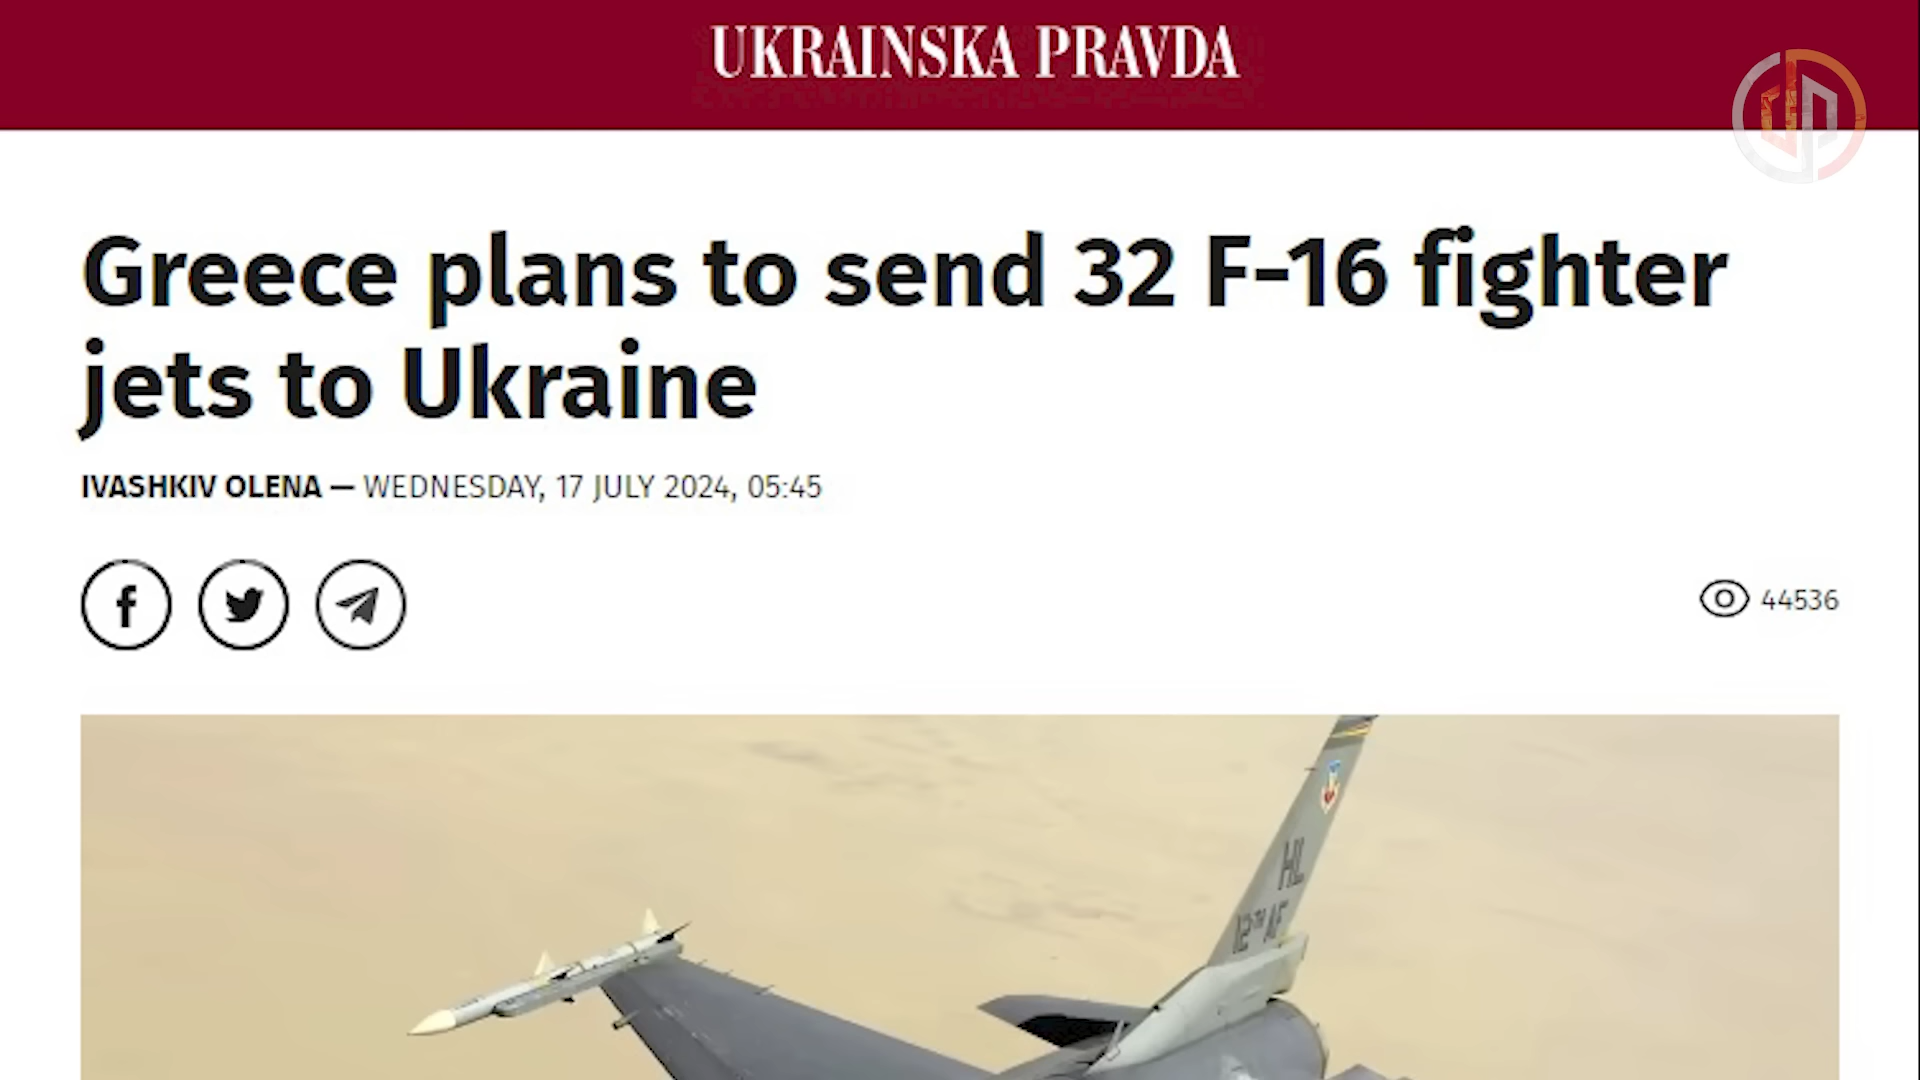 UKRAINSKA PRAVDA
Greece plans to send 32 F-16 fighter
jets to Ukraine
IVASHKIV OLENA — WEDNESDAY, 17 JULY 2024, 05:45
44536
HL
12TH AF